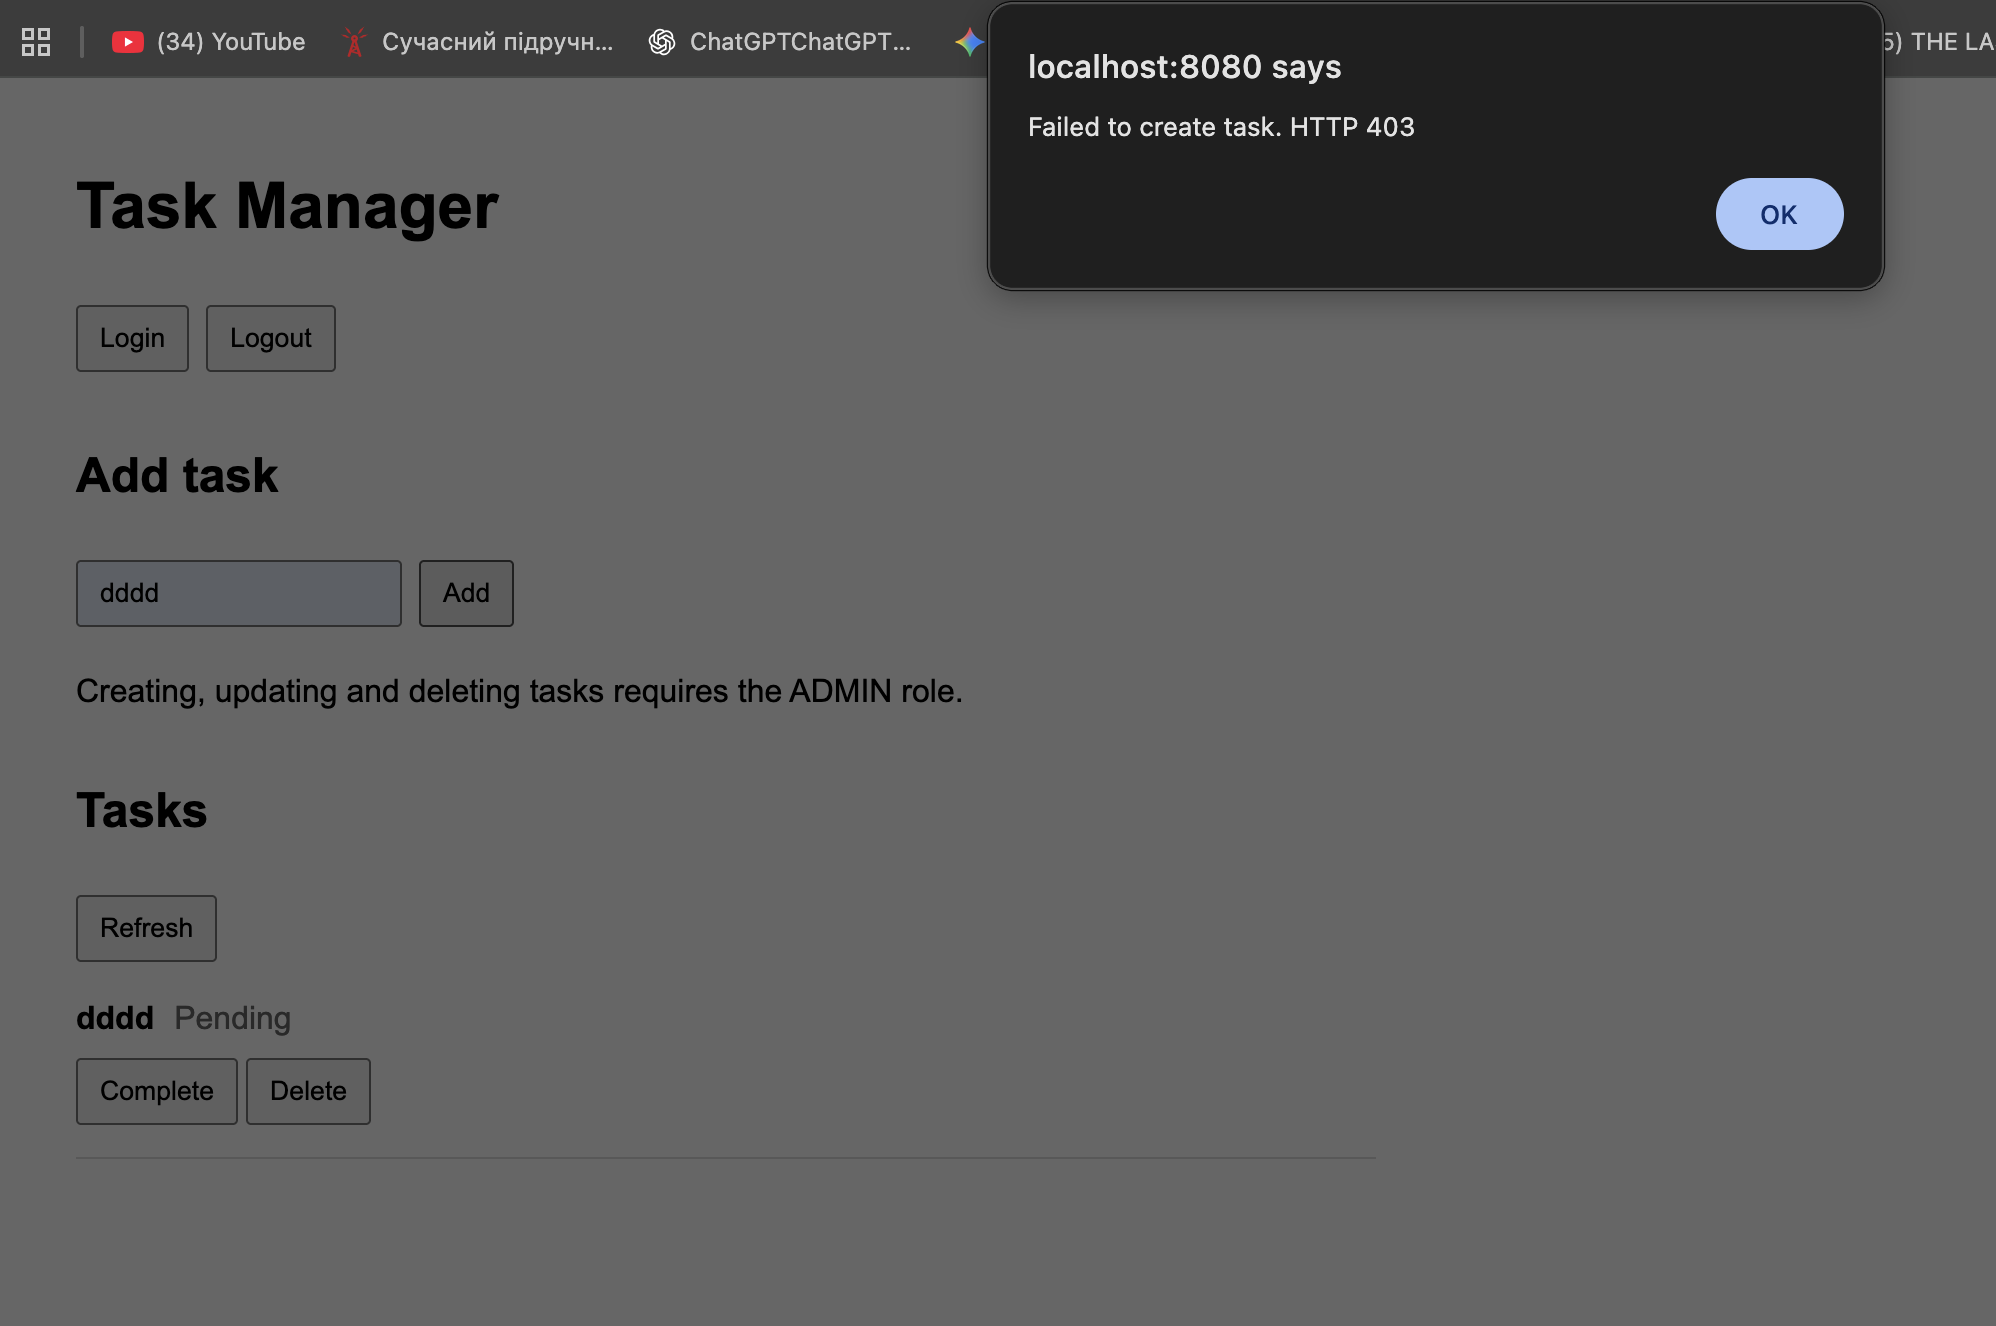 (34) YouTube
Сучасний підручн...
ChatGPTChatGPT...
5) THE LA
localhost:8080 says
Failed to create task. HTTP 403
OK
Task Manager
Login
Logout
Add task
dddd
Add
Creating, updating and deleting tasks requires the ADMIN role.
Tasks
Refresh
dddd Pending
Complete
Delete